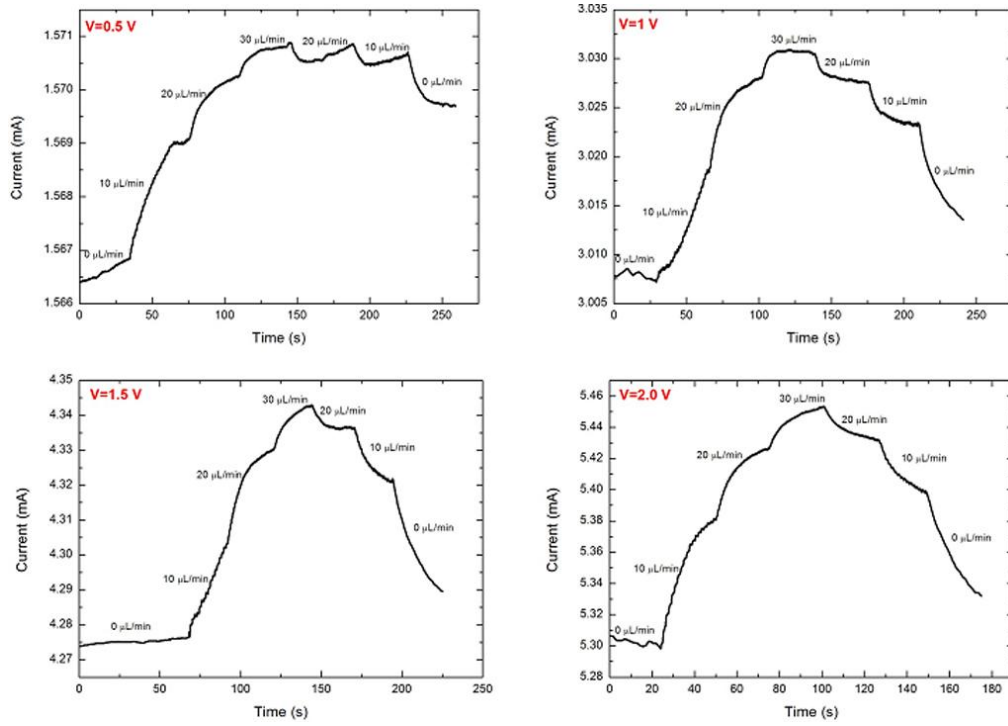 V=0.5 V
1.571
1.570
1.569
1.568
1.567
1.566
Current (mA)
0 µL/min
10 µL/min
20 µL/min
30 µL/min
20 µL/min
10 µL/min
0 µL/min
0 50 100 150 200 250
Time (s)
V=1 V
3.035
3.030
3.025
3.020
3.015
3.010
3.005
Current (mA)
0 µL/min
10 µL/min
20 µL/min
30 µL/min
20 µL/min
10 µL/min
0 µL/min
0 50 100 150 200 250
Time (s)
V=1.5 V
4.35
4.34
4.33
4.32
4.31
4.30
4.29
4.28
4.27
Current (mA)
0 µL/min
10 µL/min
20 µL/min
30 µL/min
20 µL/min
10 µL/min
0 µL/min
0 50 100 150 200 250
Time (s)
V=2.0 V
5.46
5.44
5.42
5.40
5.38
5.36
5.34
5.32
5.30
5.28
Current (mA)
0 µL/min
10 µL/min
20 µL/min
30 µL/min
20 µL/min
10 µL/min
0 µL/min
0 20 40 60 80 100 120 140 160 180
Time (s)